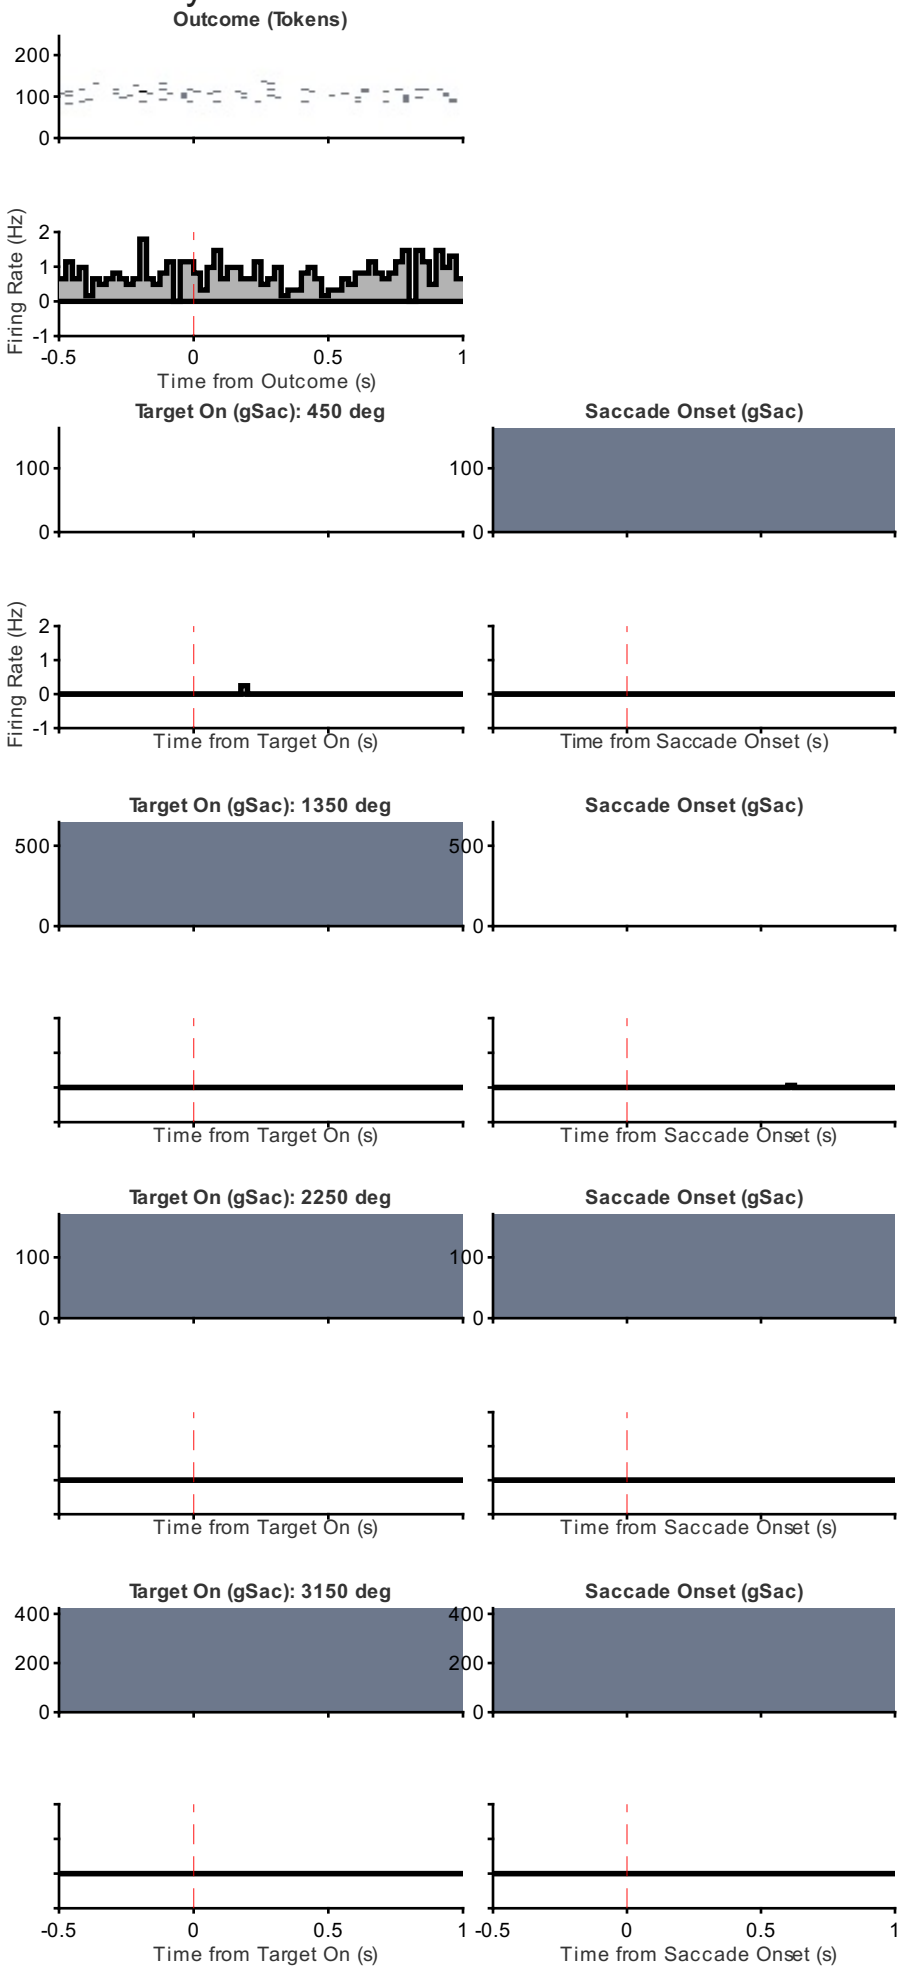 Outcome (Tokens)
200
100
0
Firing Rate (Hz)
2
1
0
-1
-0.5 0 0.5 1
Time from Outcome (s)
Target On (gSac): 450 deg Saccade Onset (gSac)
100 100
0 0
Firing Rate (Hz)
2
1
0
-1
Time from Target On (s) Time from Saccade Onset (s)
Target On (gSac): 1350 deg Saccade Onset (gSac)
500 500
0 0
Time from Target On (s) Time from Saccade Onset (s)
Target On (gSac): 2250 deg Saccade Onset (gSac)
100 100
0 0
Time from Target On (s) Time from Saccade Onset (s)
Target On (gSac): 3150 deg Saccade Onset (gSac)
400 400
200 200
0 0
-0.5 0 0.5 1 -0.5 0 0.5 1
Time from Target On (s) Time from Saccade Onset (s)